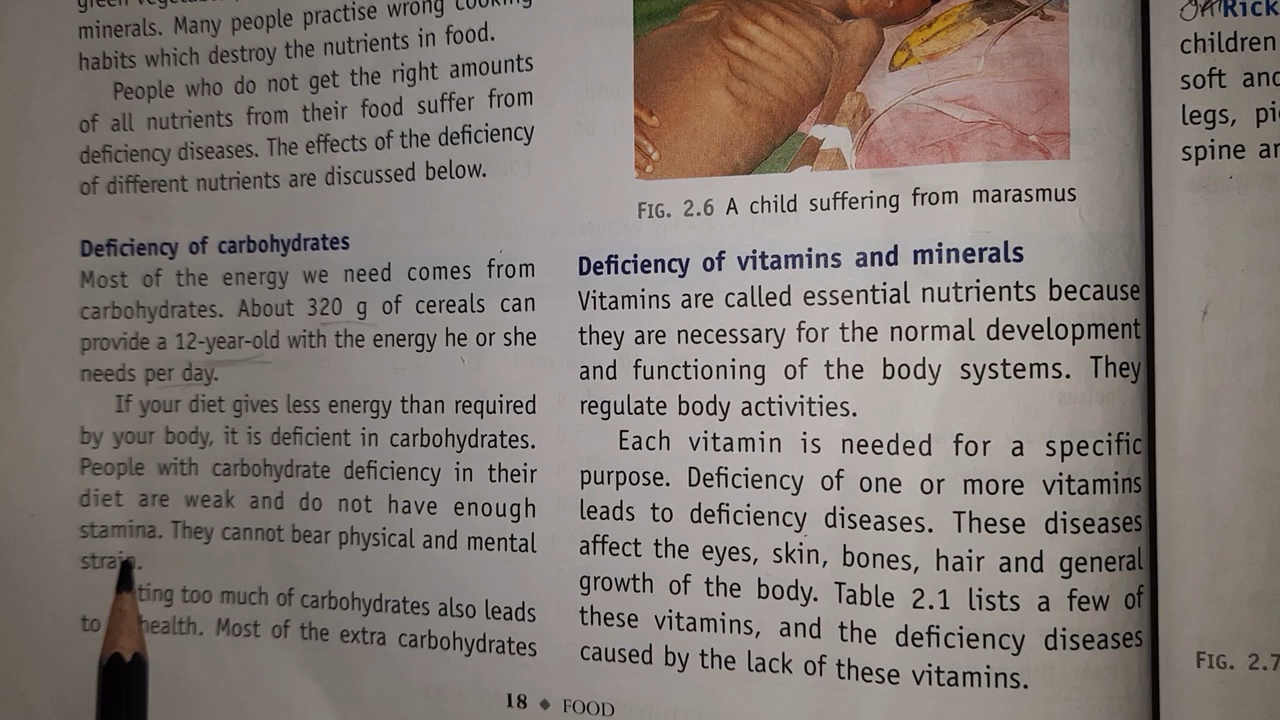 minerals. Many people practise wrong cooking
habits which destroy the nutrients in food.
People who do not get the right amounts
of all nutrients from their food suffer from
deficiency diseases. The effects of the deficiency
of different nutrients are discussed below.
Deficiency of carbohydrates
Most of the energy we need comes from
carbohydrates. About 320 g of cereals can
provide a 12-year-old with the energy he or she
needs per day.
If your diet gives less energy than required
by your body, it is deficient in carbohydrates.
People with carbohydrate deficiency in their
diet are weak and do not have enough
stamina. They cannot bear physical and mental
strain.
too much of carbohydrates also leads
to health. Most of the extra carbohydrates
FIG. 2.6 A child suffering from marasmus
Deficiency of vitamins and minerals
Vitamins are called essential nutrients because
they are necessary for the normal development
and functioning of the body systems. They
regulate body activities.
Each vitamin is needed for a specific
purpose. Deficiency of one or more vitamins
leads to deficiency diseases. These diseases
affect the eyes, skin, bones, hair and general
growth of the body. Table 2.1 lists a few of
these vitamins, and the deficiency diseases
caused by the lack of these vitamins.
18 ◆ FOOD
Rick
children
soft and
legs,
spine
FIG. 2.7